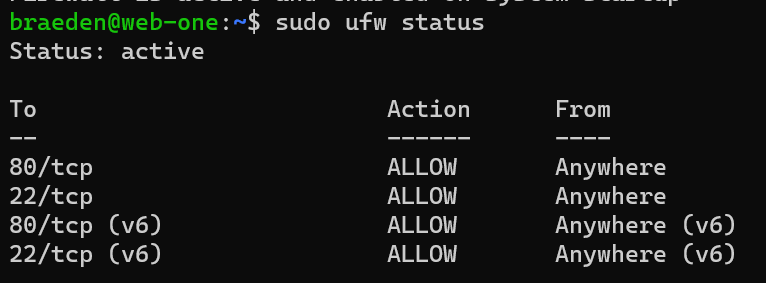 braeden@web-one:~$ sudo ufw status
Status: active

To                         Action      From
--                         ------      ----
80/tcp                     ALLOW       Anywhere
22/tcp                     ALLOW       Anywhere
80/tcp (v6)                ALLOW       Anywhere (v6)
22/tcp (v6)                ALLOW       Anywhere (v6)